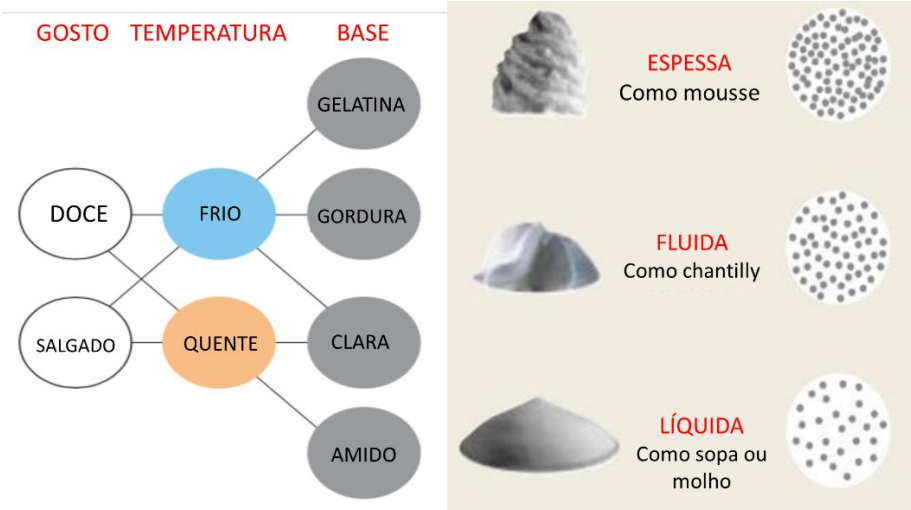 GOSTO TEMPERATURA BASE
GELATINA
DOCE FRIO GORDURA
SALGADO QUENTE CLARA
AMIDO
ESPESSA
Como mousse
FLUIDA
Como chantilly
LÍQUIDA
Como sopa ou
molho